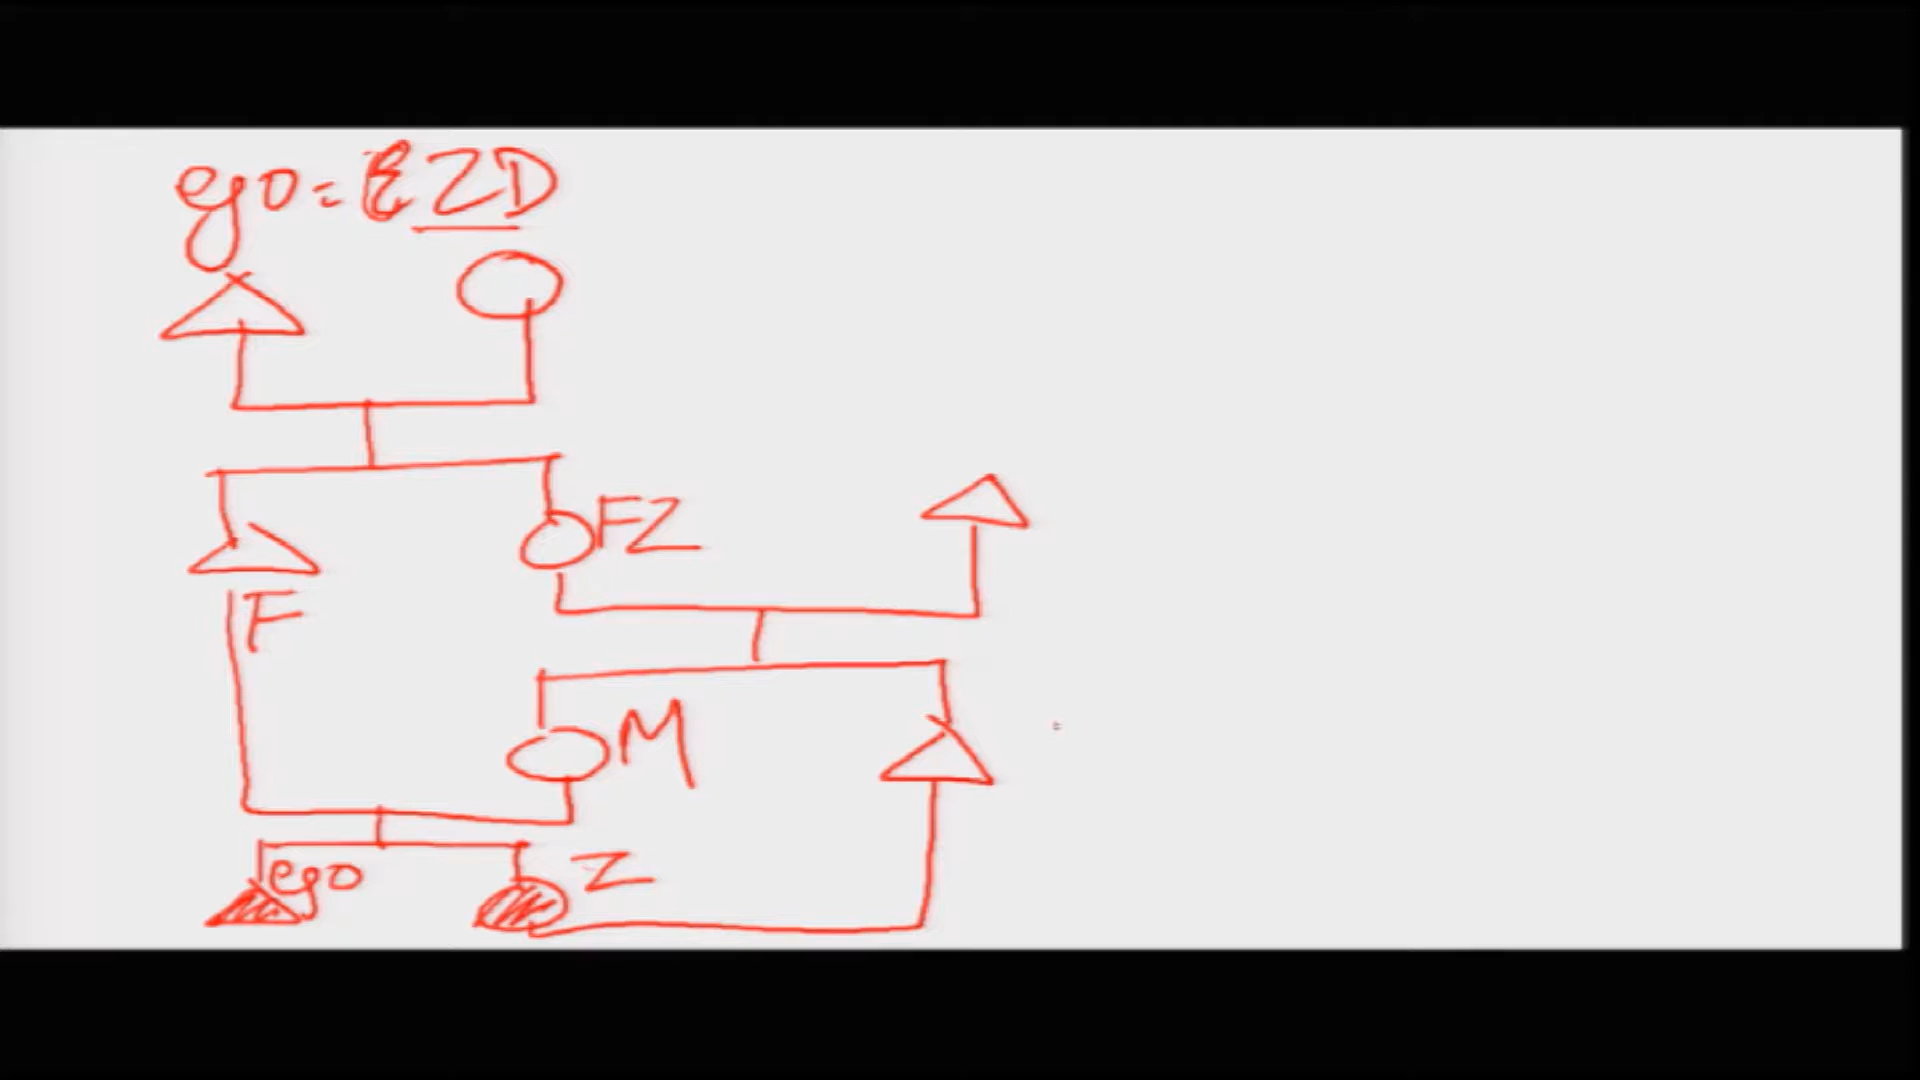 ego = ZD
FZ
F
M
ego Z